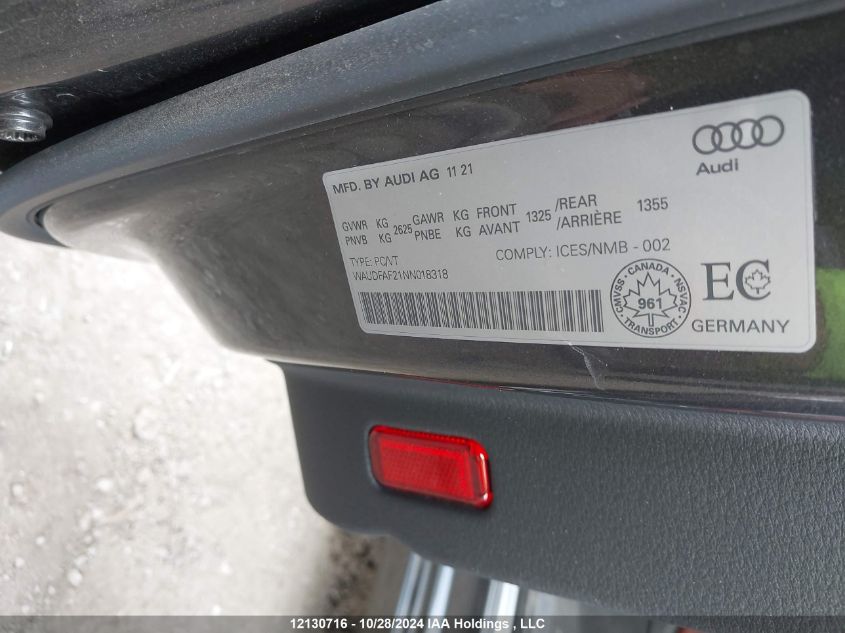 Audi
MFD. BY AUDI AG 11 21
GVWR KG 2625 GAWR KG FRONT 1325 /REAR 1355
PNVB KG PNBE KG AVANT /ARRIÈRE
TYPE: PC/VT COMPLY: ICES/NMB - 002
WAUDFAF21NN018318
CMVSS · CANADA · NSVAC
961
TRANSPORT
EC
GERMANY
12130716 - 10/28/2024 IAA Holdings , LLC